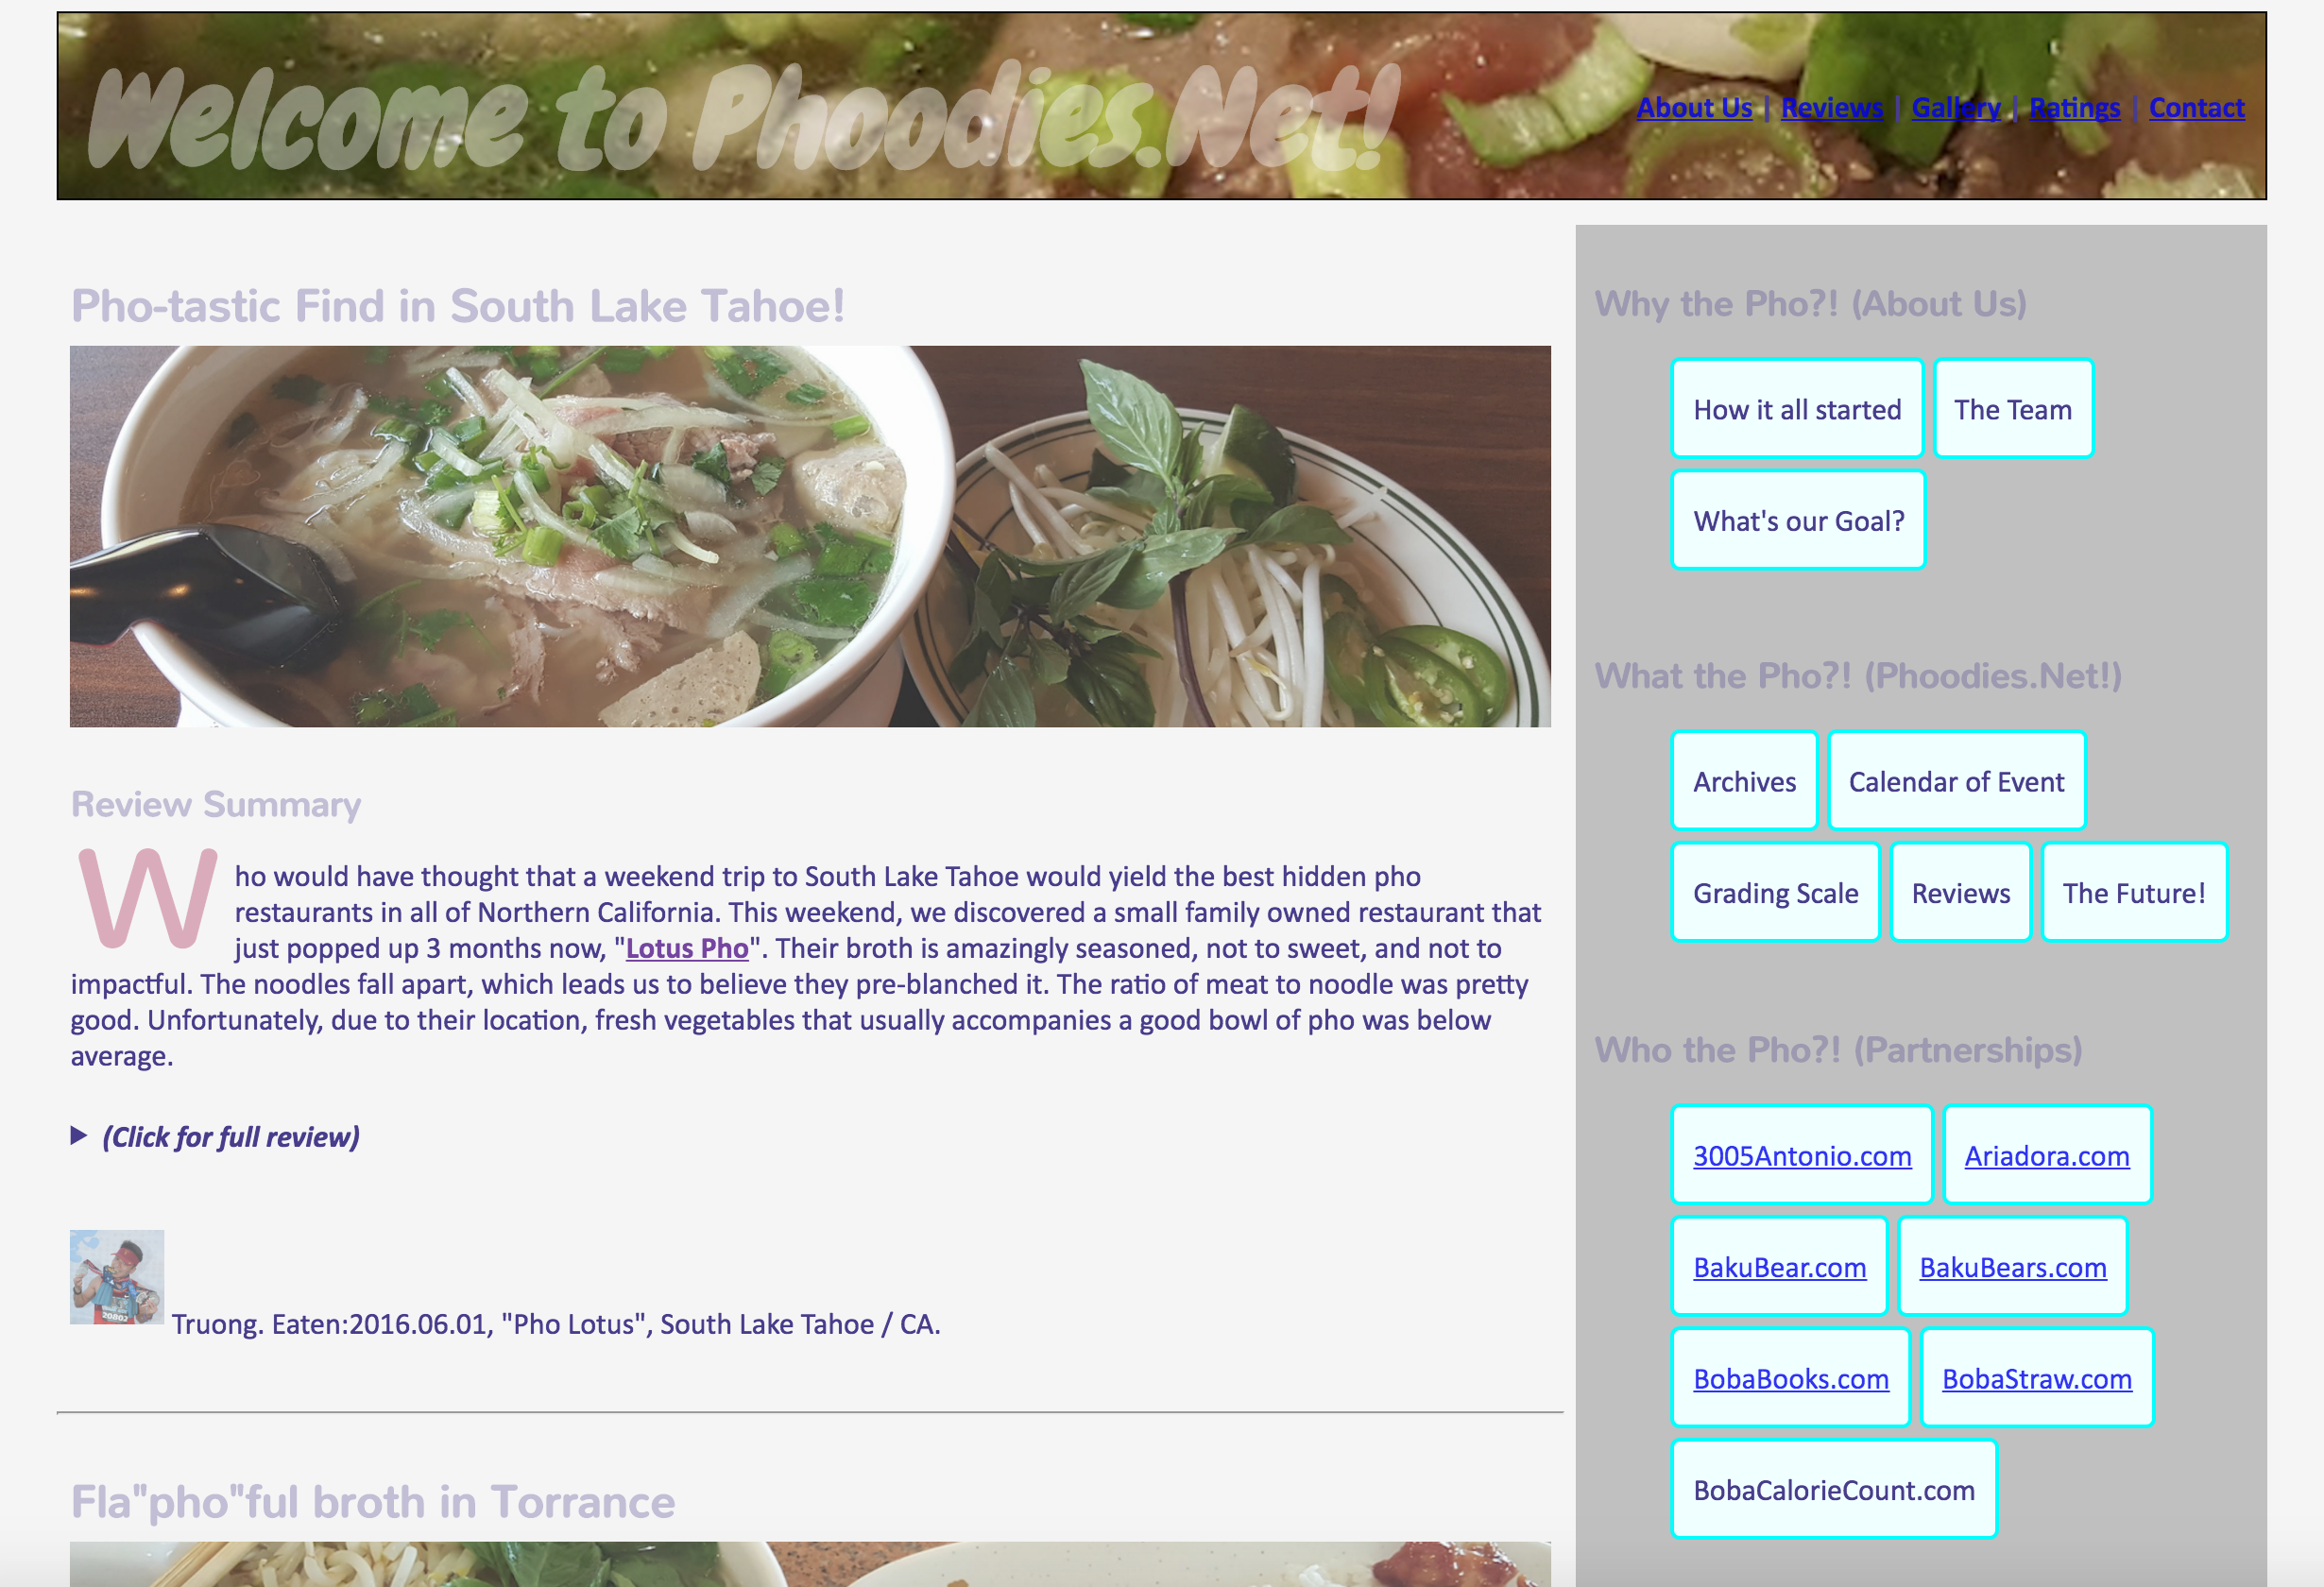 Welcome to Phoodies.Net!
About Us | Reviews | Gallery | Ratings | Contact
Pho-tastic Find in South Lake Tahoe!
Review Summary
Who would have thought that a weekend trip to South Lake Tahoe would yield the best hidden pho
restaurants in all of Northern California. This weekend, we discovered a small family owned restaurant that
just popped up 3 months now, "Lotus Pho". Their broth is amazingly seasoned, not to sweet, and not to
impactful. The noodles fall apart, which leads us to believe they pre-blanched it. The ratio of meat to noodle was pretty
good. Unfortunately, due to their location, fresh vegetables that usually accompanies a good bowl of pho was below
average.
(Click for full review)
20802
Truong. Eaten:2016.06.01, "Pho Lotus", South Lake Tahoe / CA.
Fla"pho"ful broth in Torrance
Why the Pho?! (About Us)
How it all started
The Team
What's our Goal?
What the Pho?! (Phoodies.Net!)
Archives
Calendar of Event
Grading Scale
Reviews
The Future!
Who the Pho?! (Partnerships)
3005Antonio.com
Ariadora.com
BakuBear.com
BakuBears.com
BobaBooks.com
BobaStraw.com
BobaCalorieCount.com